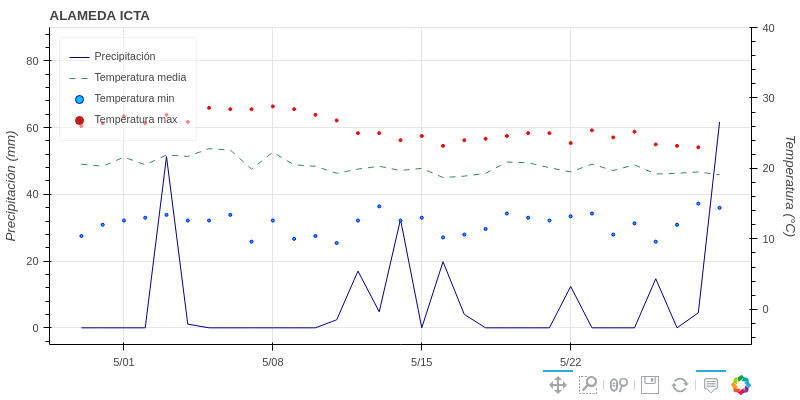 ALAMEDA ICTA
Precipitación
Temperatura media
Temperatura min
Temperatura max
Precipitación (mm)
80
60
40
20
0
Temperatura (°C)
40
30
20
10
0
5/01
5/08
5/15
5/22